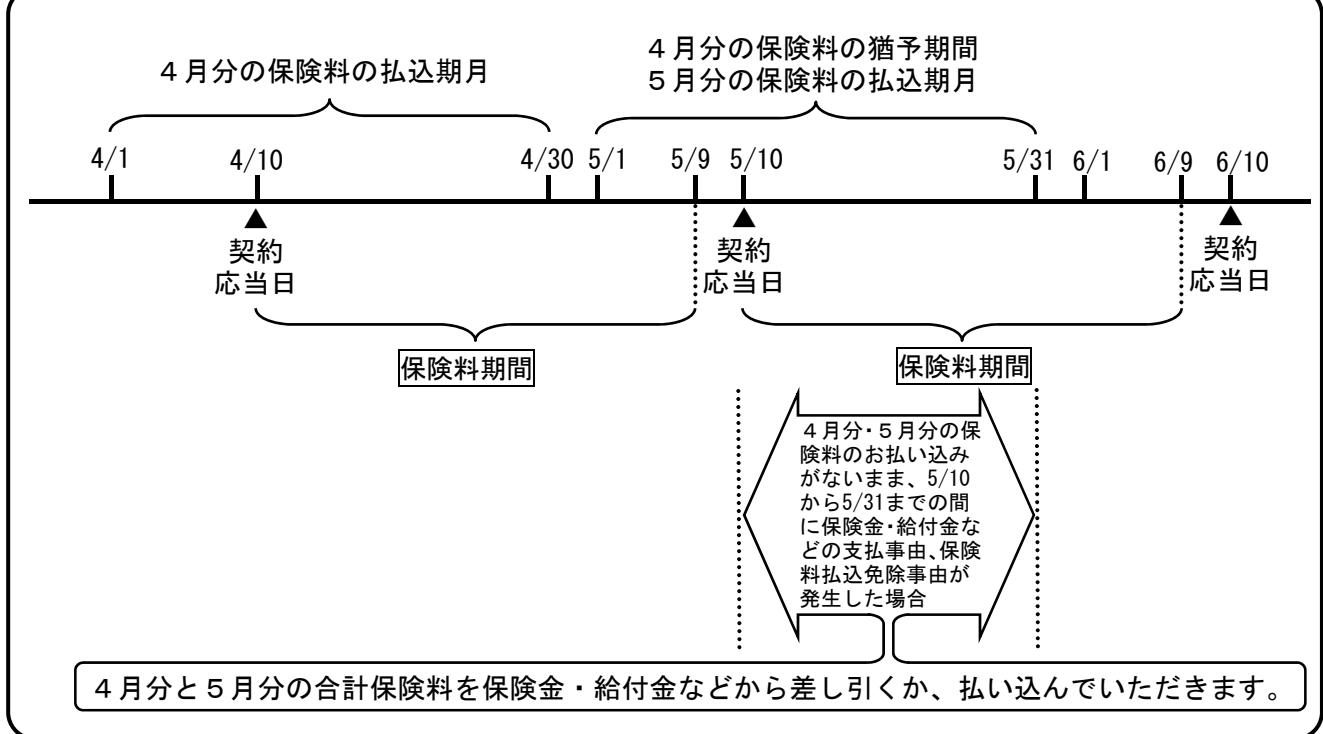 ４月分の保険料の払込期月
４月分の保険料の猶予期間
５月分の保険料の払込期月
4/1 4/10 4/30 5/1 5/9 5/10 5/31 6/1 6/9 6/10
▲ ▲ ▲
契約 契約 契約
応当日 応当日 応当日
保険料期間 保険料期間
４月分・５月分の保
険料のお払い込み
がないまま、5/10
から5/31までの間
に保険金・給付金な
どの支払事由、保険
料払込免除事由が
発生した場合
４月分と５月分の合計保険料を保険金・給付金などから差し引くか、払い込んでいただきます。